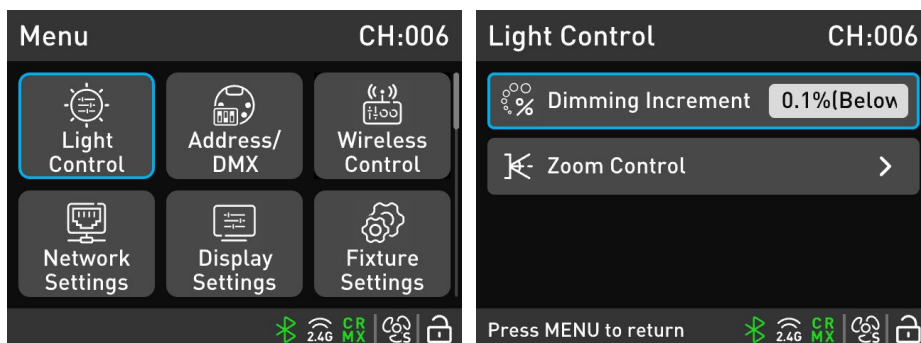 Menu CH:006
Light Control
Address/ DMX
Wireless Control
Network Settings
Display Settings
Fixture Settings
2.4G CR MX S
Light Control CH:006
% Dimming Increment 0.1%(Below
Zoom Control >
Press MENU to return 2.4G CR MX S